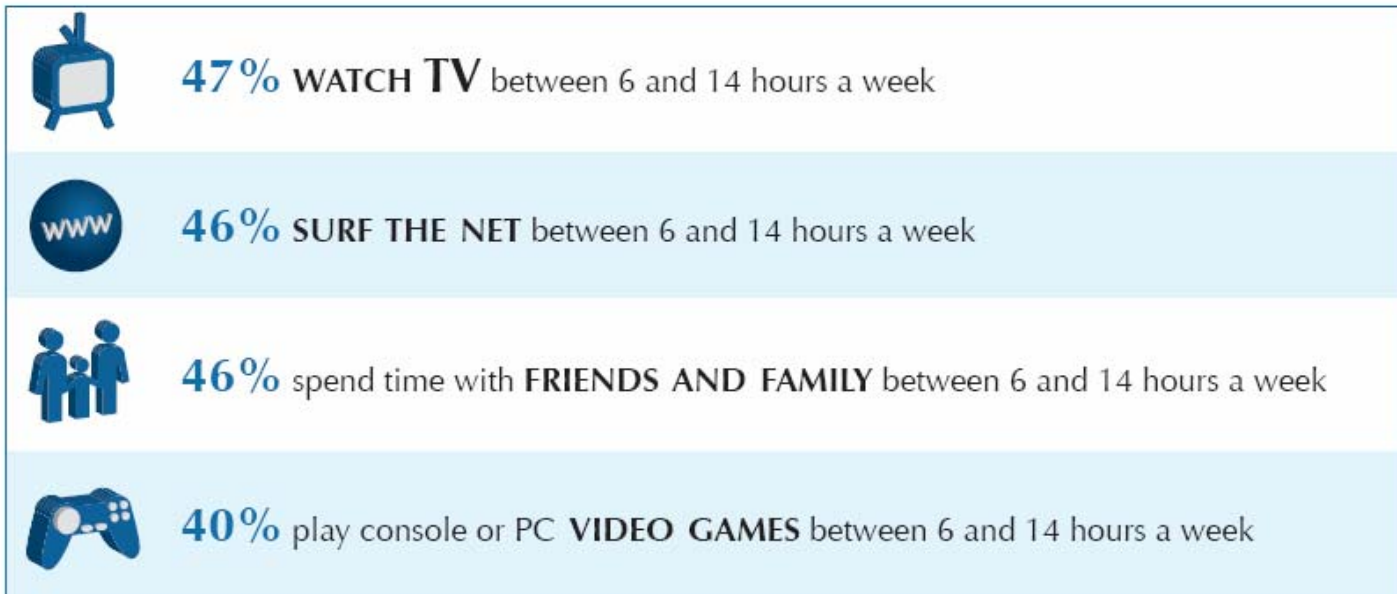 47% WATCH TV between 6 and 14 hours a week
www
46% SURF THE NET between 6 and 14 hours a week
46% spend time with FRIENDS AND FAMILY between 6 and 14 hours a week
40% play console or PC VIDEO GAMES between 6 and 14 hours a week